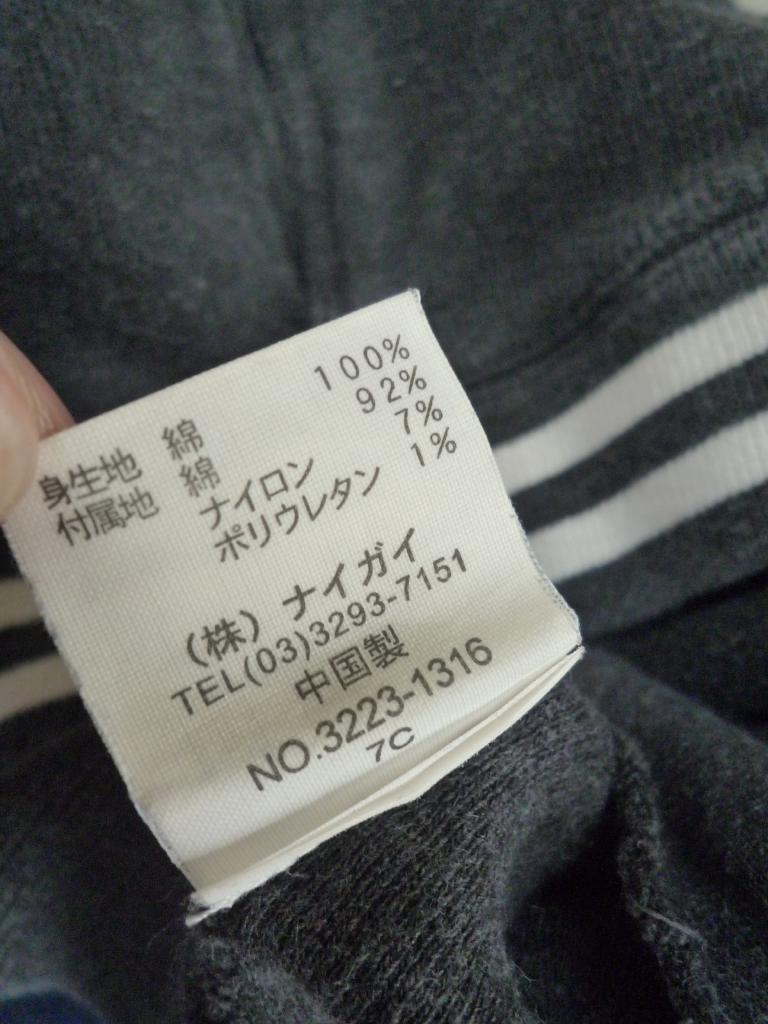 身生地 綿 100%
付属地 綿 92%
ナイロン 7%
ポリウレタン 1%
(株) ナイガイ
TEL(03)3293-7151
中国製
NO.3223-1316
7C